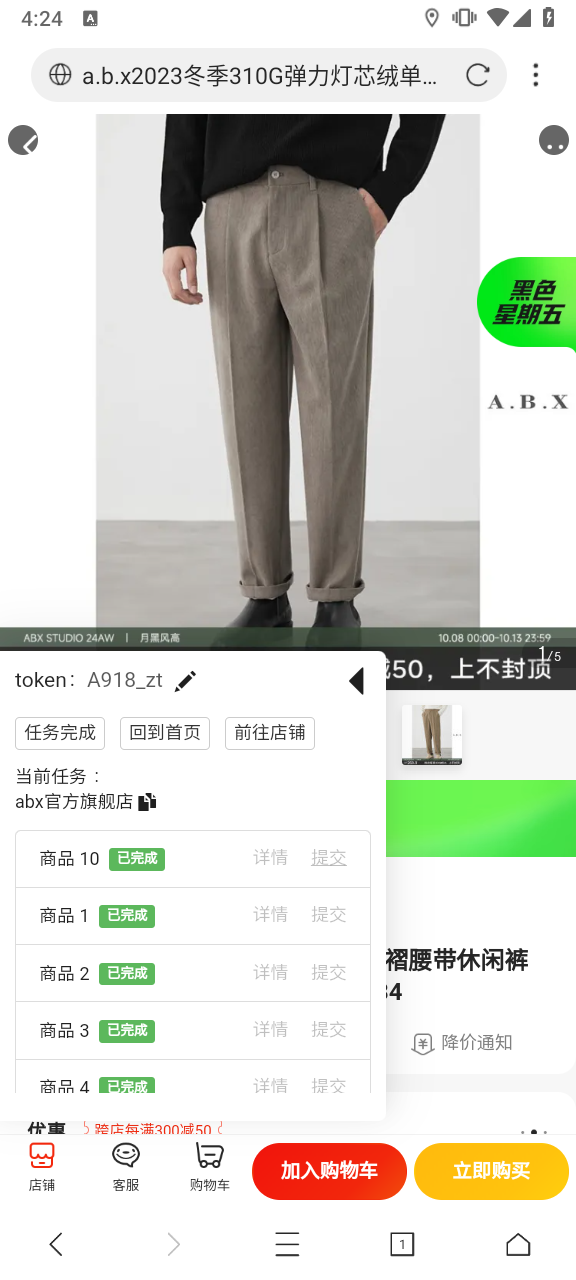 4:24
A
a.b.x2023冬季310G弹力灯芯绒单...
黑色
星期五
A.B.X
ABX STUDIO 24AW | 月黑风高
10.08 00:00-10.13 23:59
50，上不封顶
1/5
token： A918_zt
任务完成
回到首页
前往店铺
当前任务：
abx官方旗舰店
商品 10 已完成 详情 提交
商品 1 已完成 详情 提交
商品 2 已完成 详情 提交
商品 3 已完成 详情 提交
商品 4 已完成 详情 提交
褶腰带休闲裤
34
降价通知
优惠 跨店每满300减50
店铺
客服
购物车
加入购物车
立即购买
1